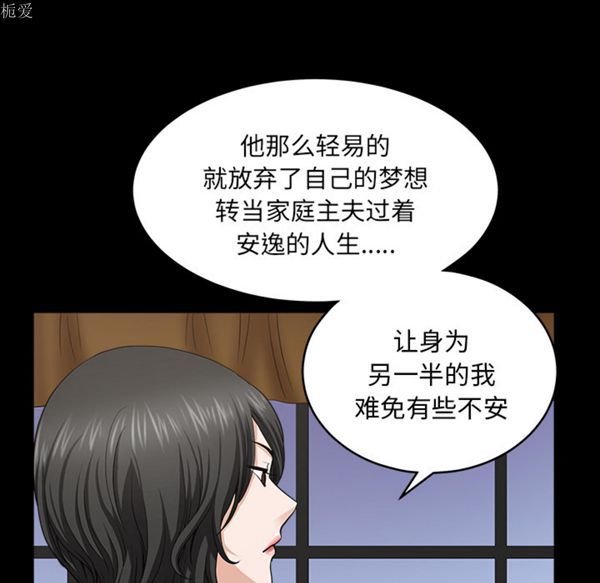 栀爱
他那么轻易的
就放弃了自己的梦想
转当家庭主夫过着
安逸的人生.....
让身为
另一半的我
难免有些不安